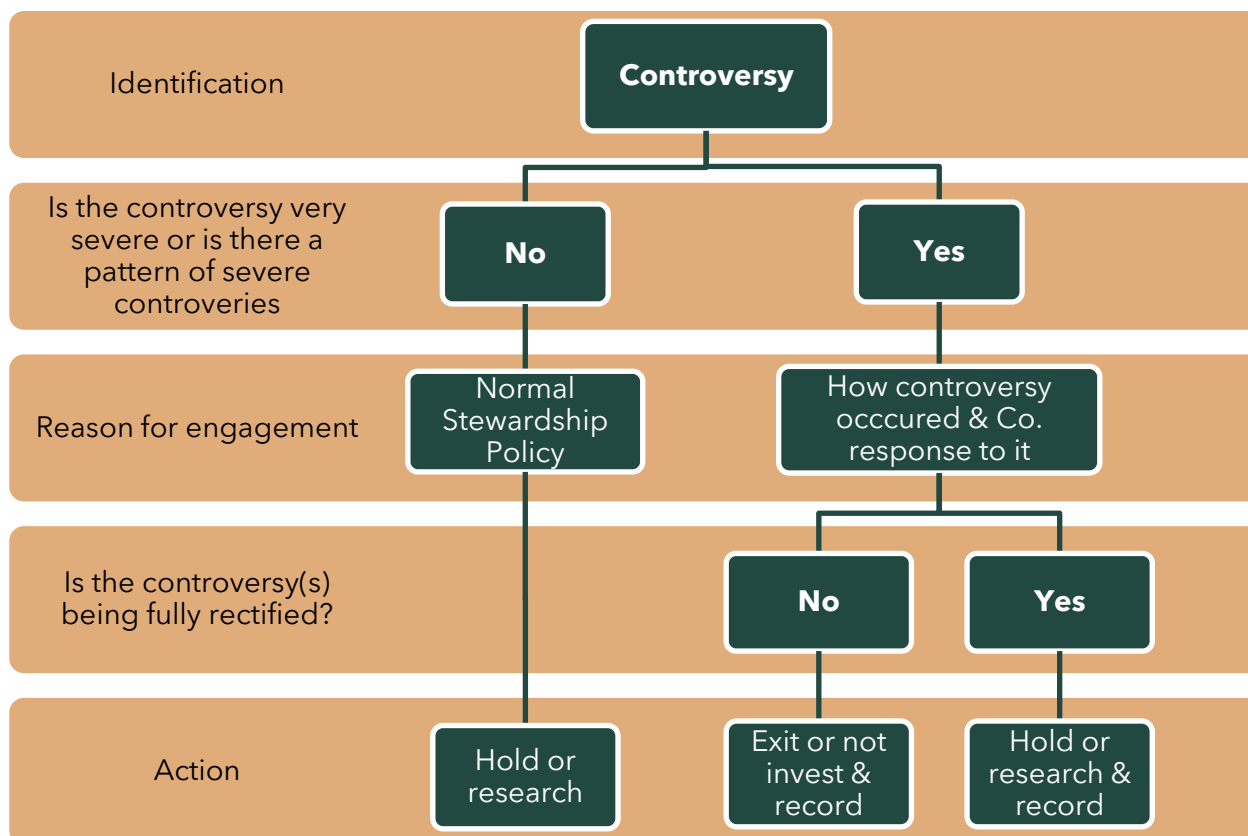 Identification
Controversy
Is the controversy very
severe or is there a
pattern of severe
controveries
No
Yes
Reason for engagement
Normal
Stewardship
Policy
How controversy
occcured & Co.
response to it
Is the controversy(s)
being fully rectified?
No
Yes
Action
Hold or
research
Exit or not
invest &
record
Hold or
research &
record